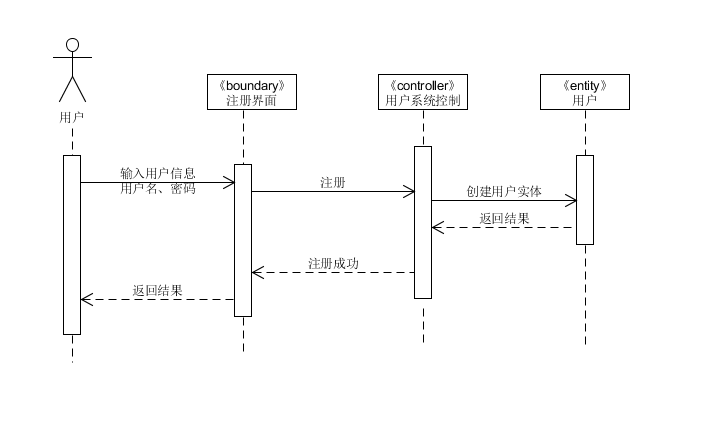 《boundary》
注册界面
《controller》
用户系统控制
《entity》
用户
用户
输入用户信息
用户名、密码
注册
创建用户实体
返回结果
注册成功
返回结果